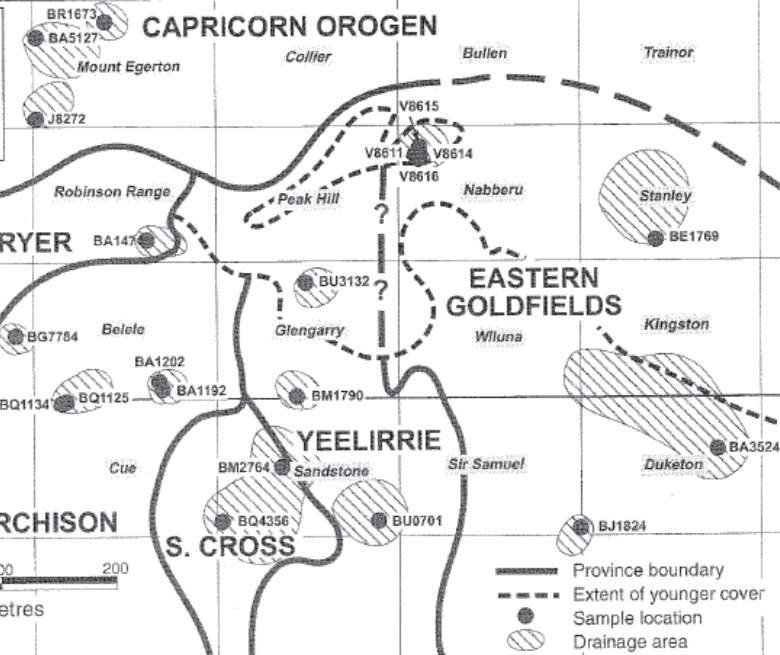 BR1673
CAPRICORN OROGEN
BA5127
Mount Egerton
Collier
Bullen
Trainor
J8272
V8615
V8611
V8614
V8616
Robinson Range
Peak Hill
Nabberu
Stanley
?
RYER
BA147
BE1769
BU3132
?
EASTERN
GOLDFIELDS
BG7784
Belele
Glengarry
Wiluna
Kingston
BA1202
BA1192
BQ1134
BQ1125
BM1790
YEELIRRIE
BA3524
Cue
BM2764
Sandstone
Sir Samuel
Duketon
RCHISON
BQ4356
BU0701
BJ1824
S. CROSS
00
200
etres
Province boundary
Extent of younger cover
Sample location
Drainage area